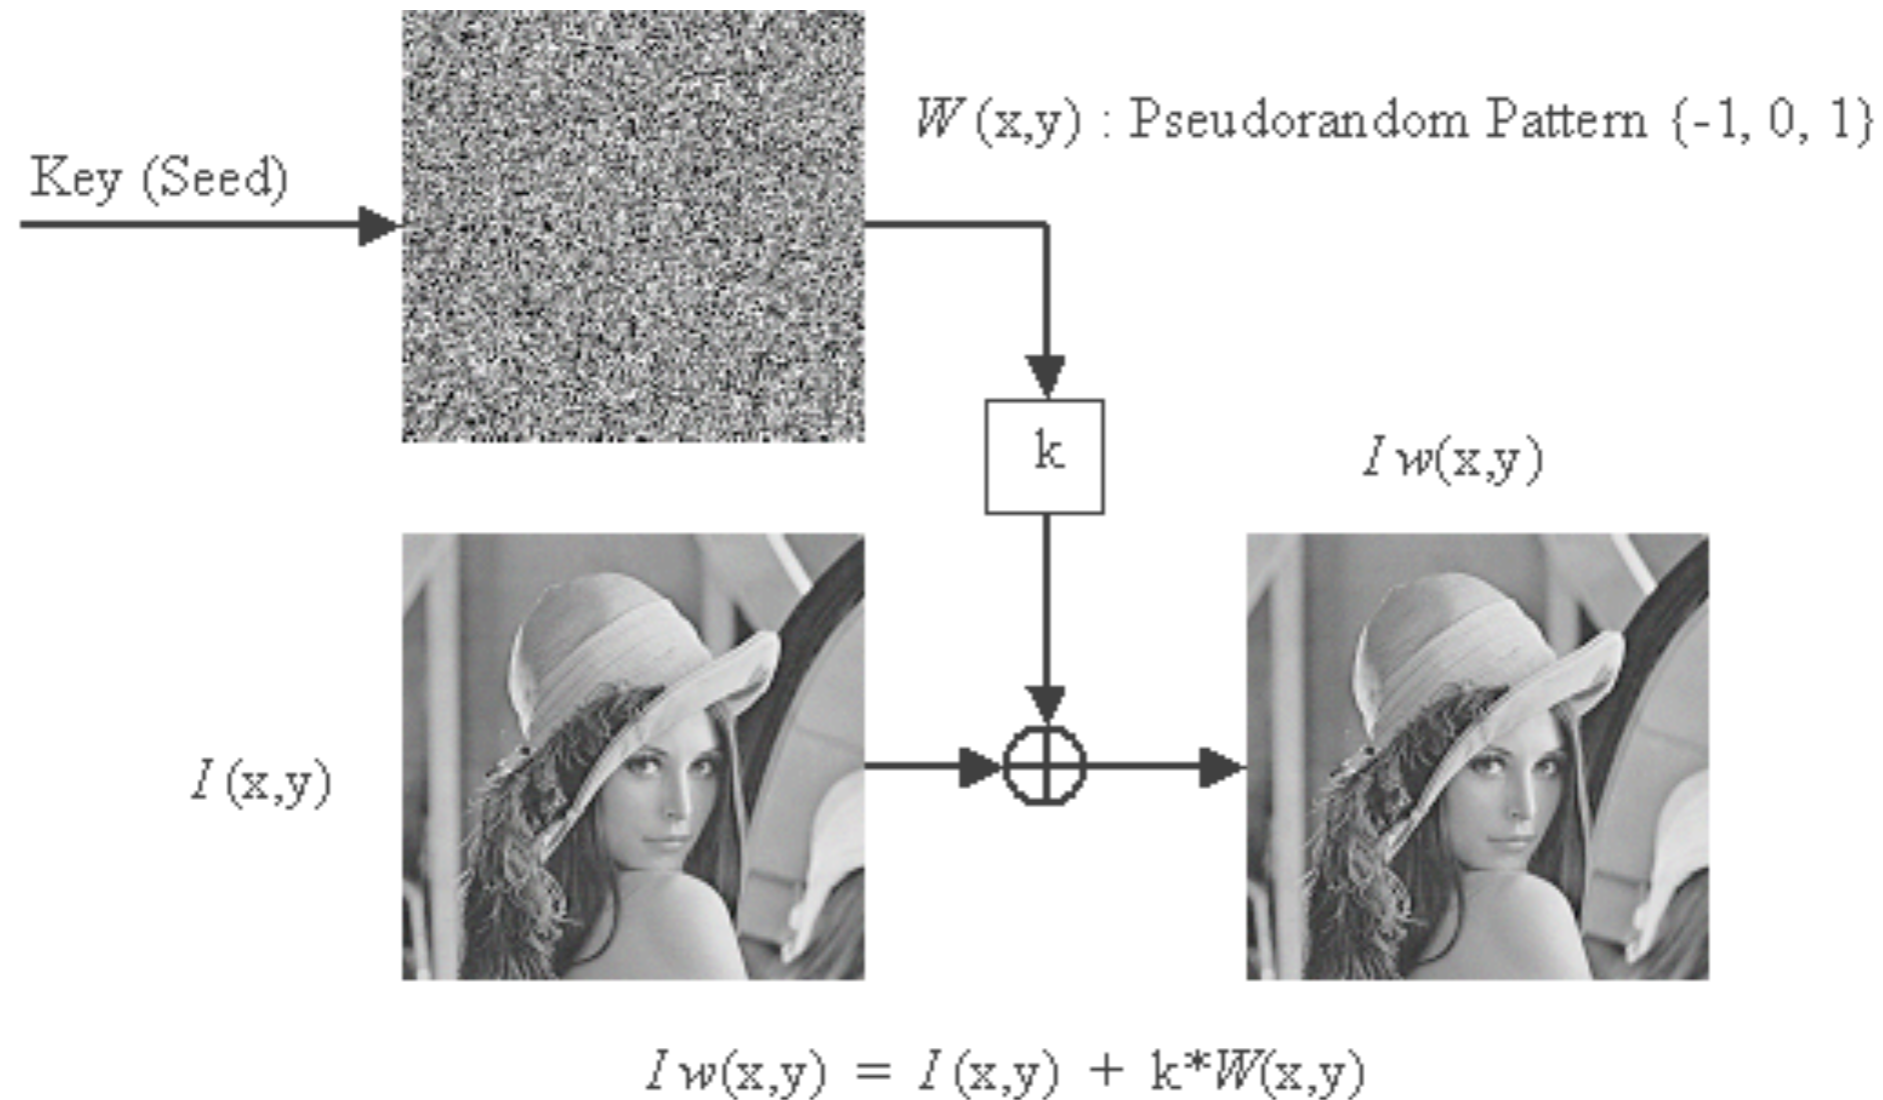 W (x,y) : Pseudorandom Pattern {-1, 0, 1}
Key (Seed)
k
I w(x,y)
I (x,y)
I w(x,y) = I (x,y) + k*W(x,y)